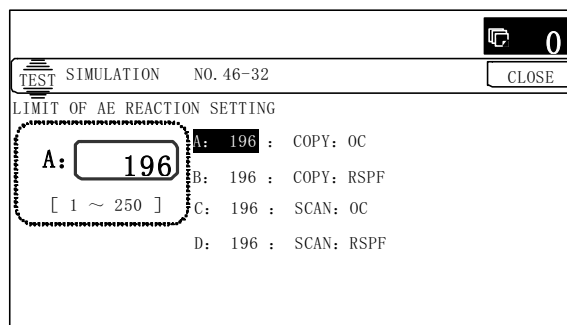 0
TEST SIMULATION NO.46-32
CLOSE
LIMIT OF AE REACTION SETTING
A: 196
[ 1 ~ 250 ]
A: 196 : COPY: OC
B: 196 : COPY: RSPF
C: 196 : SCAN: OC
D: 196 : SCAN: RSPF